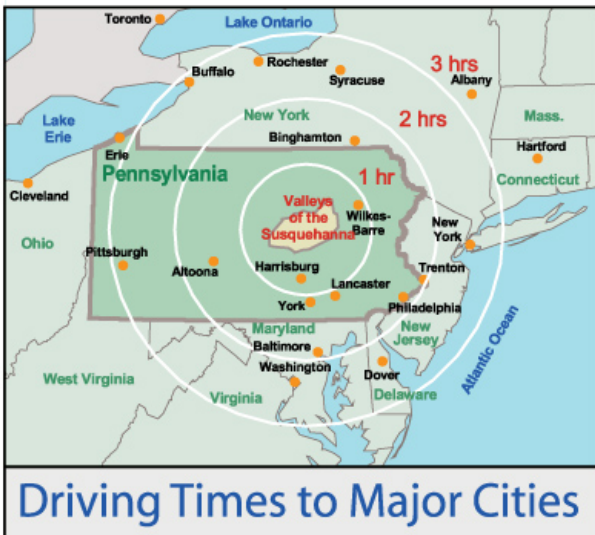 Toronto
Lake Ontario
Rochester
Buffalo
Syracuse
3 hrs
Albany
Lake
Erie
New York
2 hrs
Mass.
Erie
Binghamton
Hartford
Connecticut
Cleveland
Pennsylvania
1 hr
Valleys
of the
Susquehanna
Wilkes-
Barre
New
York
Ohio
Pittsburgh
Altoona
Harrisburg
Lancaster
Trenton
York
Philadelphia
Maryland
New
Jersey
Baltimore
Washington
Dover
Atlantic Ocean
West Virginia
Virginia
Delaware
Driving Times to Major Cities